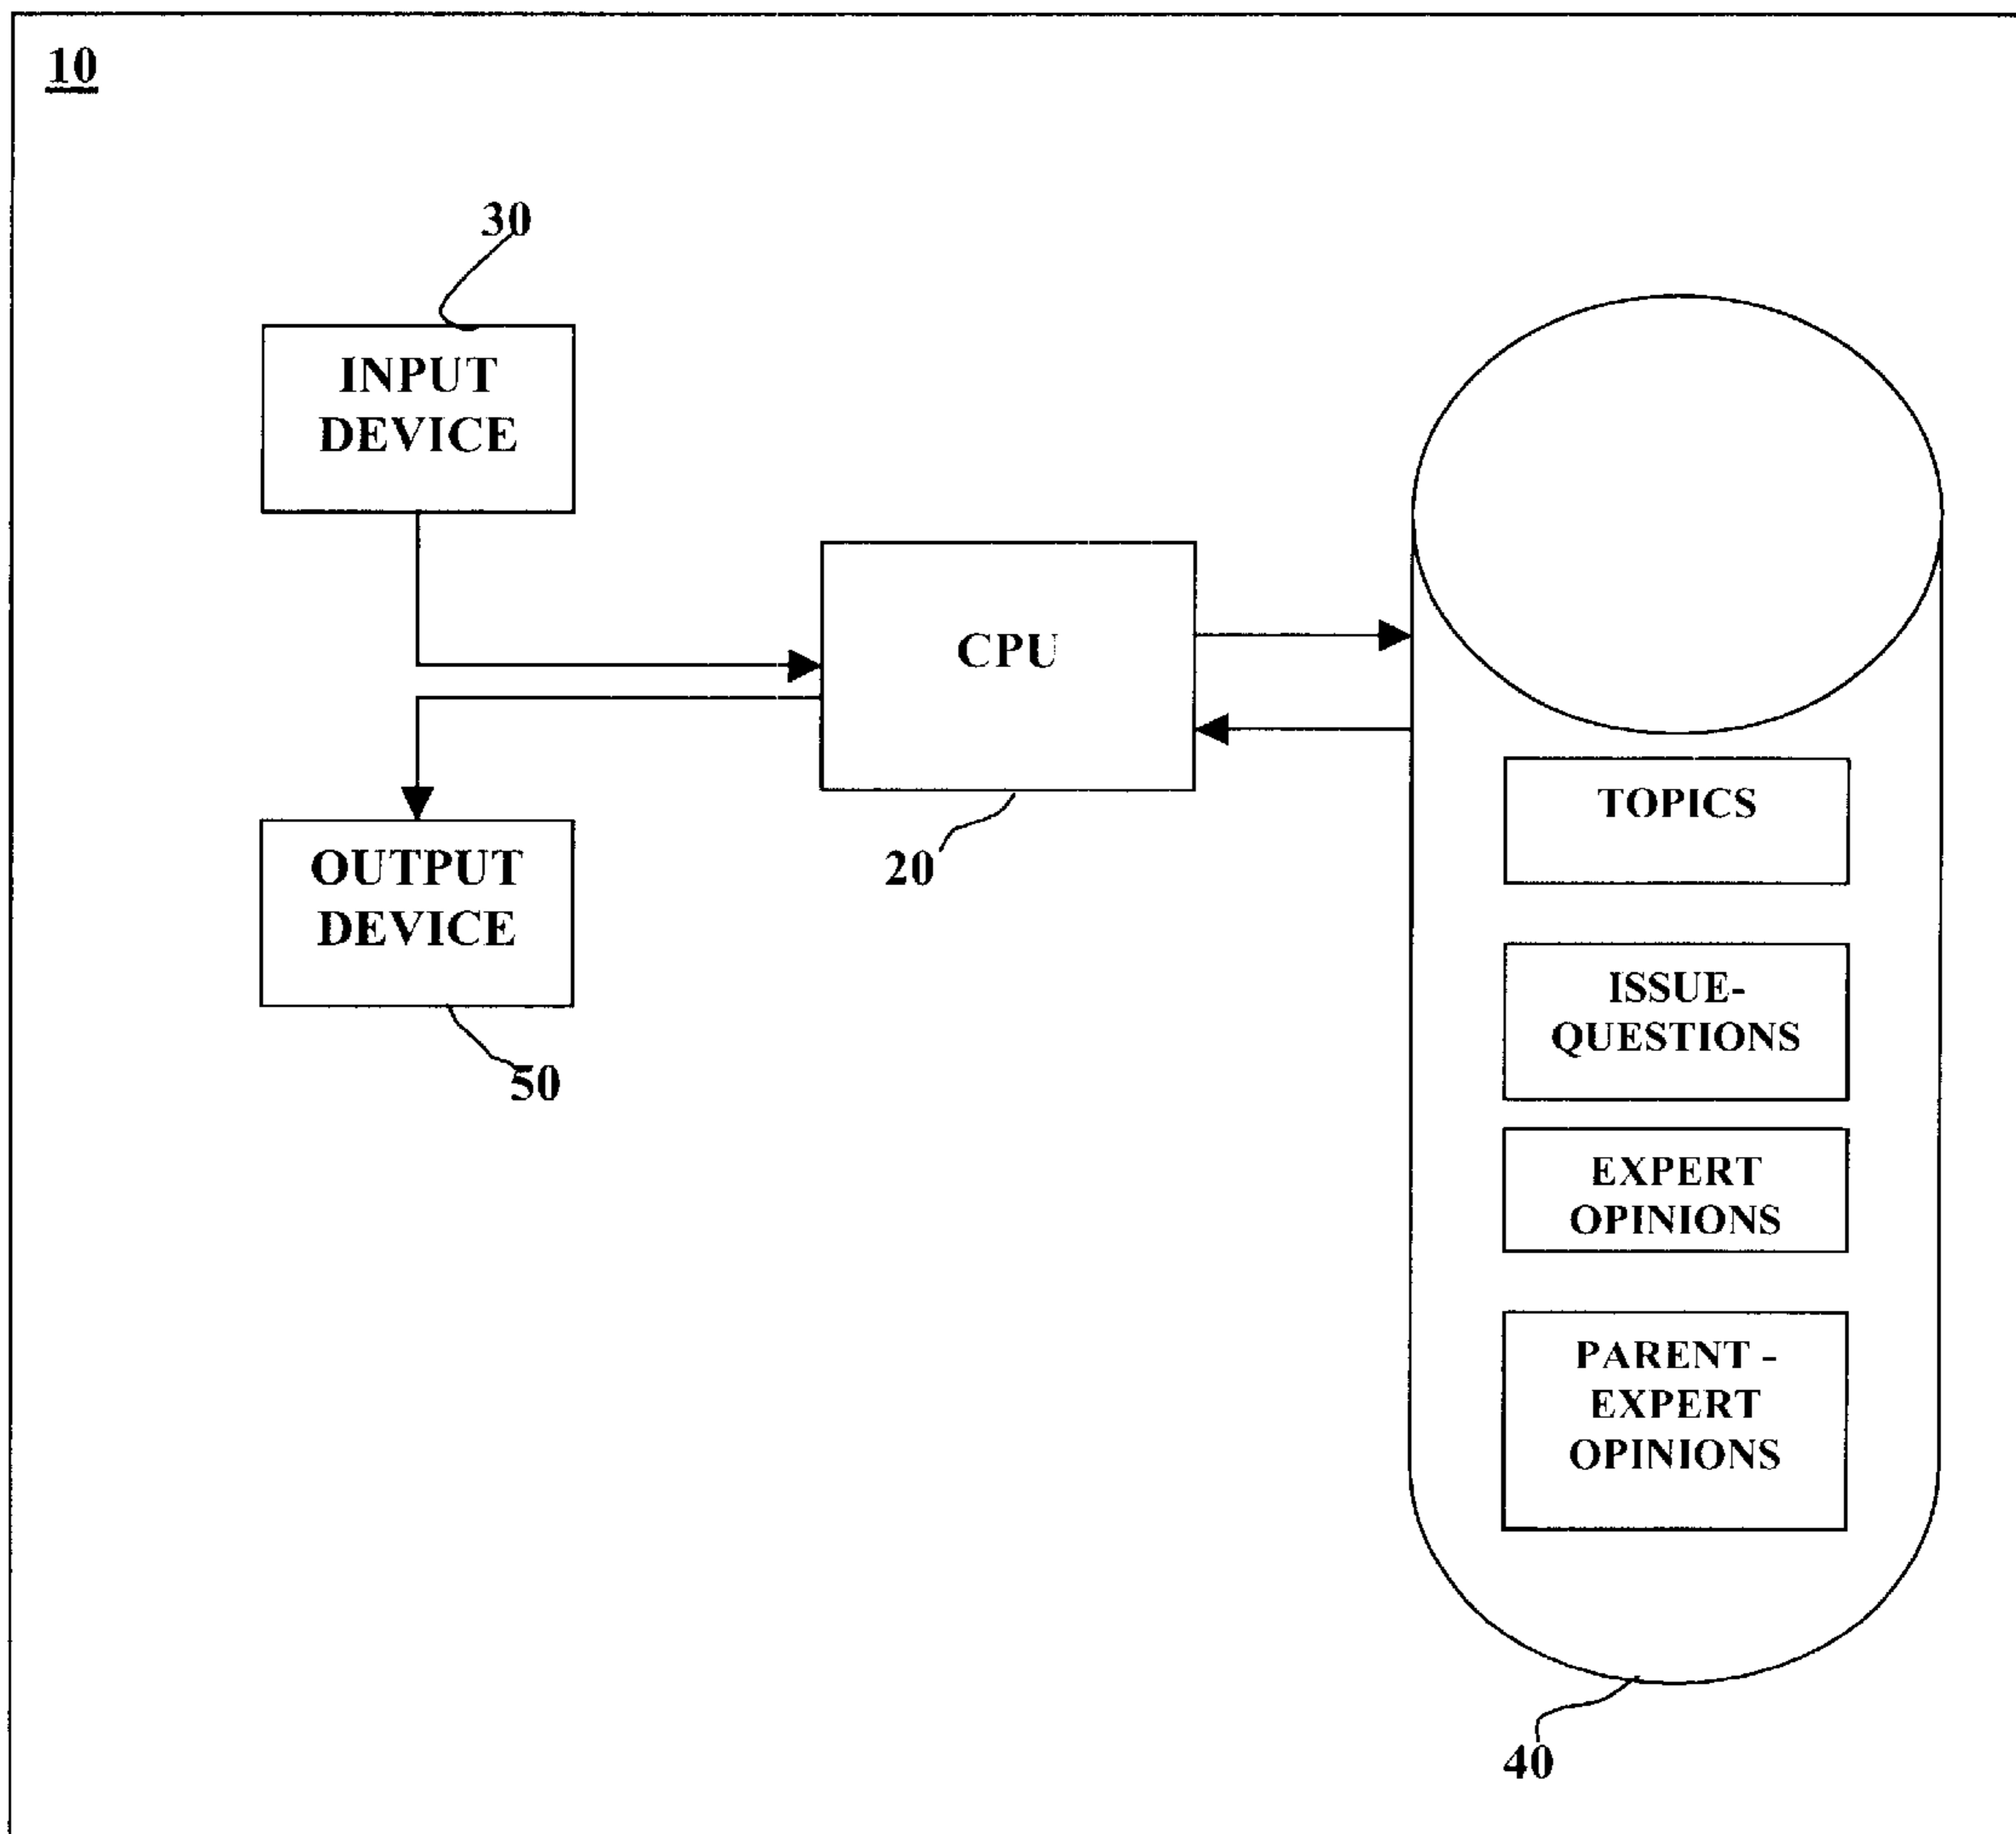 10
30
INPUT
DEVICE
CPU
20
OUTPUT
DEVICE
50
TOPICS
ISSUE-
QUESTIONS
EXPERT
OPINIONS
PARENT -
EXPERT
OPINIONS
40